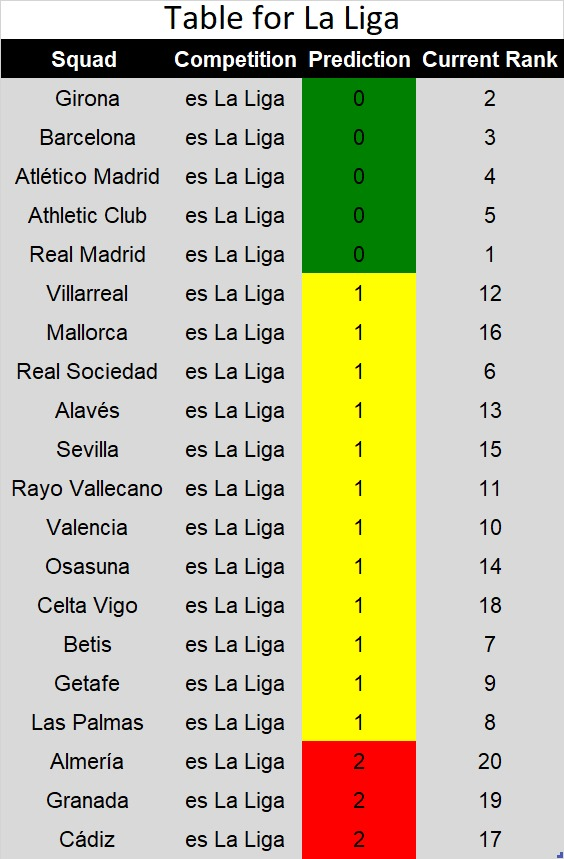 Table for La Liga
Squad Competition Prediction Current Rank
Girona es La Liga 0 2
Barcelona es La Liga 0 3
Atlético Madrid es La Liga 0 4
Athletic Club es La Liga 0 5
Real Madrid es La Liga 0 1
Villarreal es La Liga 1 12
Mallorca es La Liga 1 16
Real Sociedad es La Liga 1 6
Alavés es La Liga 1 13
Sevilla es La Liga 1 15
Rayo Vallecano es La Liga 1 11
Valencia es La Liga 1 10
Osasuna es La Liga 1 14
Celta Vigo es La Liga 1 18
Betis es La Liga 1 7
Getafe es La Liga 1 9
Las Palmas es La Liga 1 8
Almería es La Liga 2 20
Granada es La Liga 2 19
Cádiz es La Liga 2 17